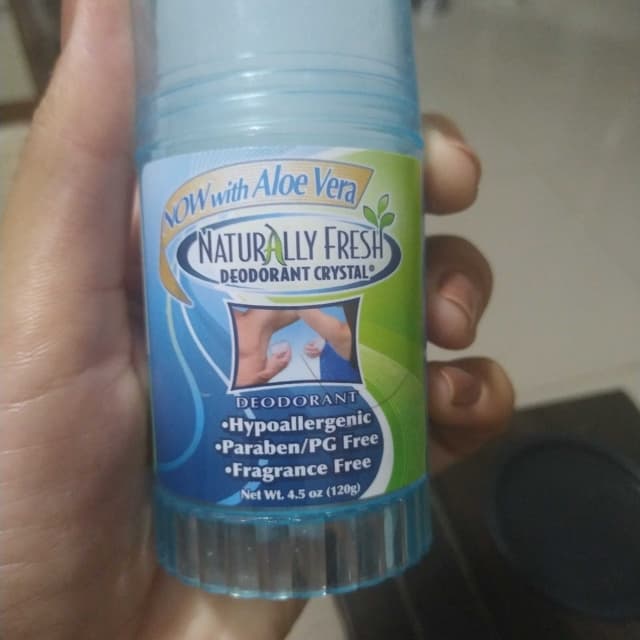 NOW with Aloe Vera
NATURALLY FRESH
DEODORANT CRYSTAL®
DEODORANT
•Hypoallergenic
•Paraben/PG Free
•Fragrance Free
Net Wt. 4.5 oz (120g)